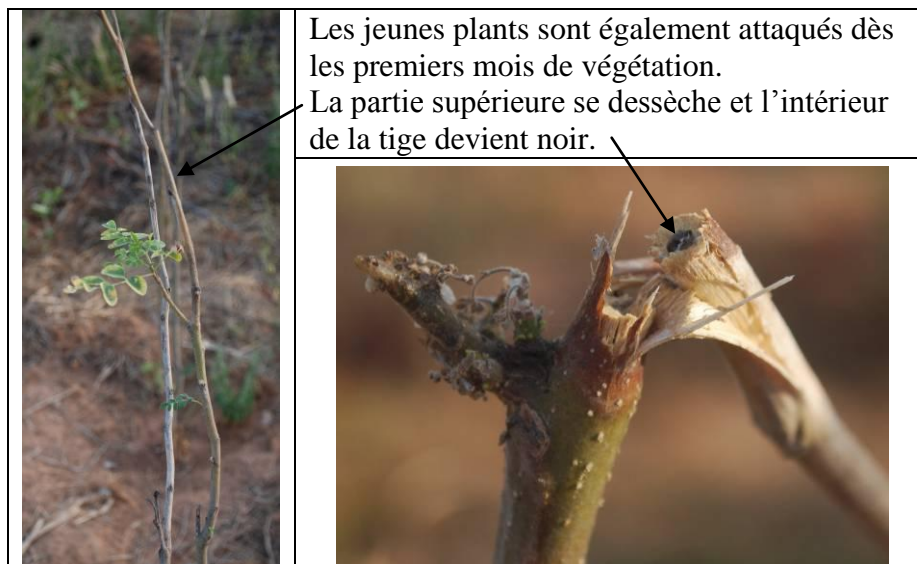 Les jeunes plants sont également attaqués dès
les premiers mois de végétation.
La partie supérieure se dessèche et l’intérieur
de la tige devient noir.